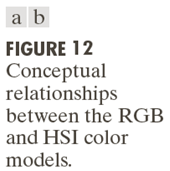 a b
FIGURE 12
Conceptual
relationships
between the RGB
and HSI color
models.